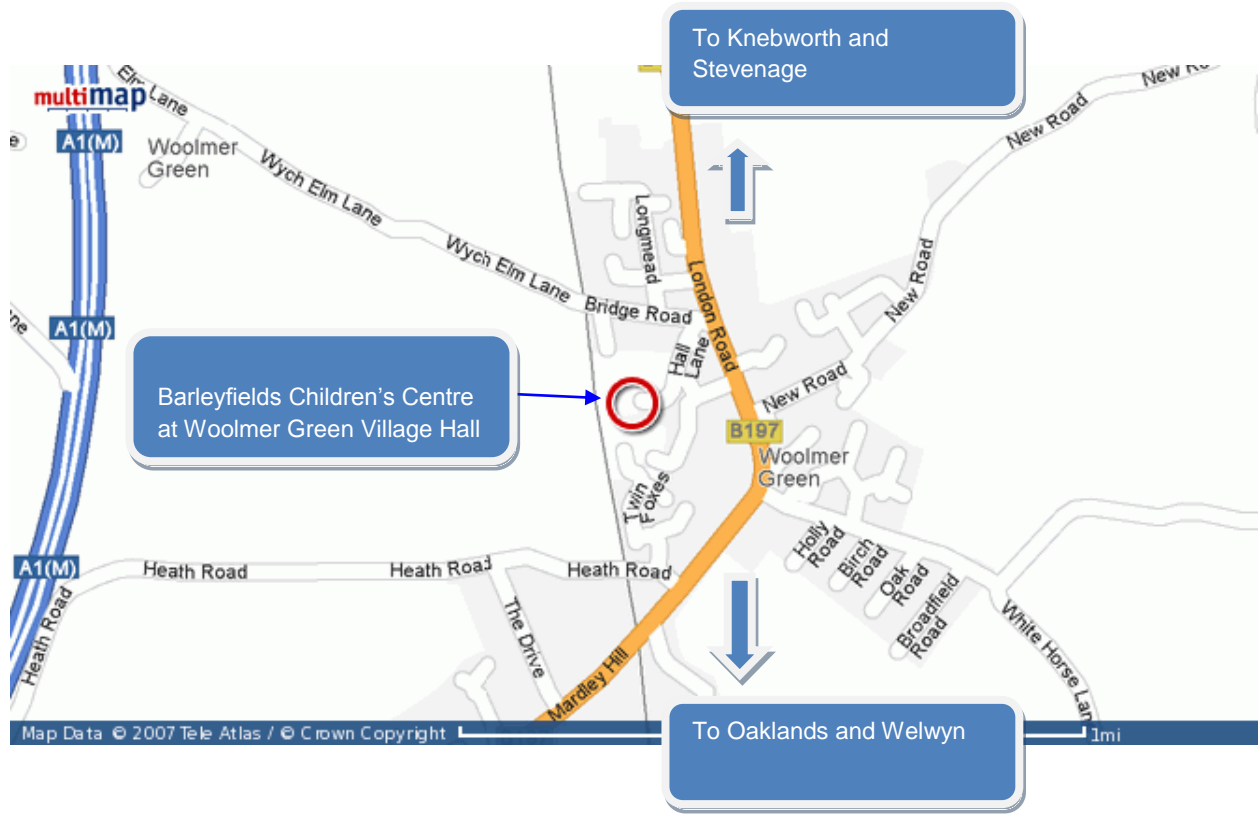 To Knebworth and
Stevenage
multimap
Elm Lane
A1(M)
Woolmer
Green
Wych Elm Lane
Wych Elm Lane
Bridge Road
Longmead
London Road
Hall
Lane
New Road
New Road
New Road
New Road
A1(M)
Barleyfields Children’s Centre
at Woolmer Green Village Hall
B197
Woolmer
Green
Twin
Foxes
A1(M)
Heath Road
Heath Road
Heath Road
Heath Road
The Drive
Mardley Hill
Holly
Road
Birch
Road
Oak
Road
Broadfield
Road
White Horse Lan
To Oaklands and Welwyn
Map Data © 2007 Tele Atlas / © Crown Copyright
1mi